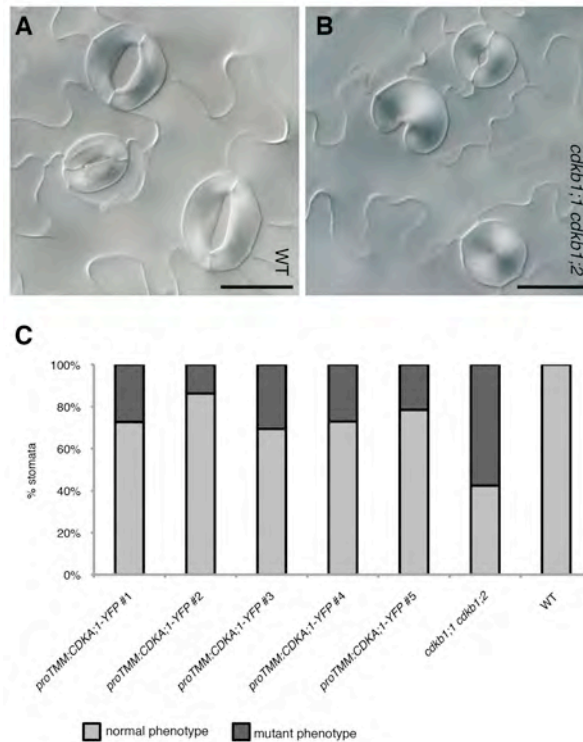 A
WT
B
cdkb1;1 cdkb1;2
C
% stomata
100%
80%
60%
40%
20%
0%
proTMM:CDKA;1-YFP #1
proTMM:CDKA;1-YFP #2
proTMM:CDKA;1-YFP #3
proTMM:CDKA;1-YFP #4
proTMM:CDKA;1-YFP #5
cdkb1;1 cdkb1;2
WT
normal phenotype
mutant phenotype